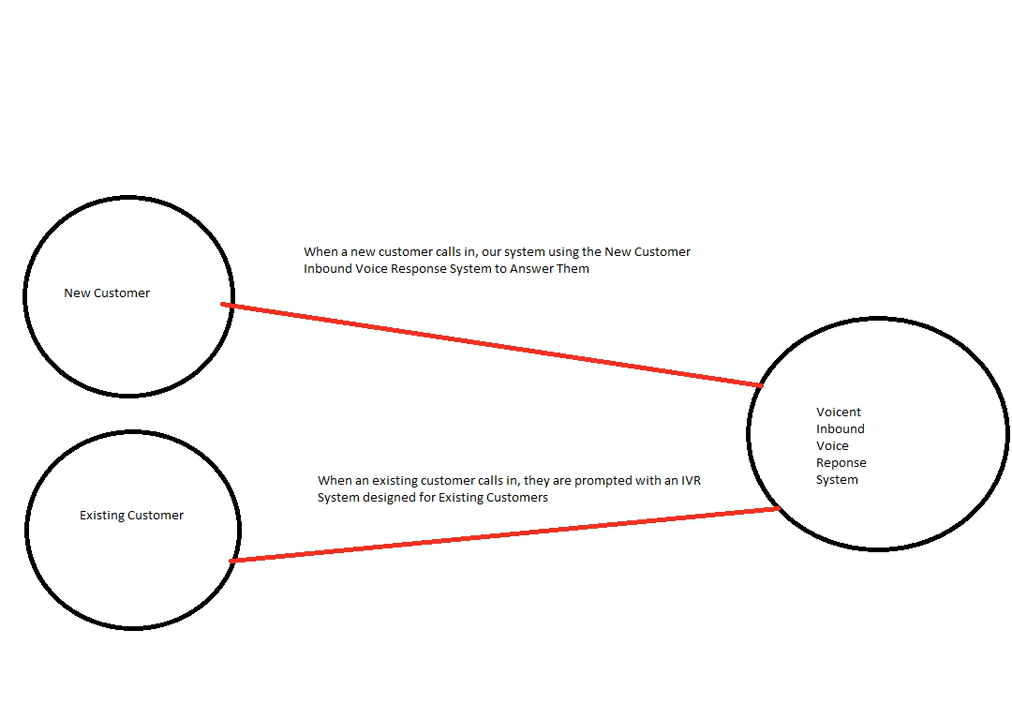 When a new customer calls in, our system using the New Customer
Inbound Voice Response System to Answer Them
New Customer
Voicent
Inbound
Voice
Reponse
System
When an existing customer calls in, they are prompted with an IVR
System designed for Existing Customers
Existing Customer